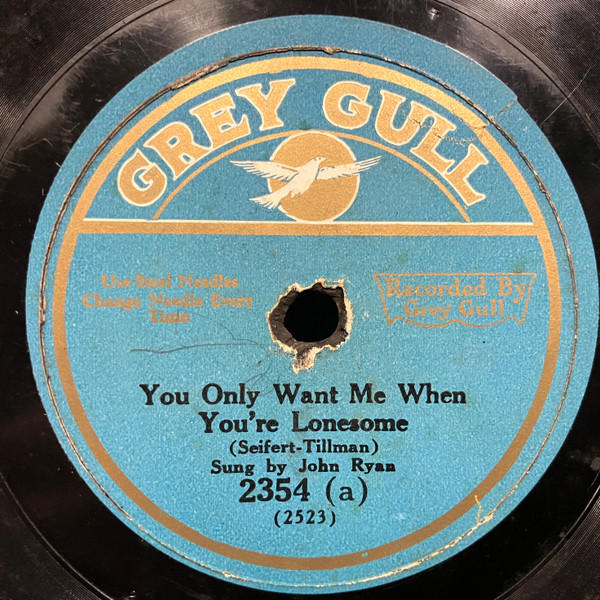 GREY GULL
Use Steel Needles
Change Needle Every
Time
Recorded By
Grey Gull
You Only Want Me When
You're Lonesome
(Seifert-Tillman)
Sung by John Ryan
2354 (a)
(2523)